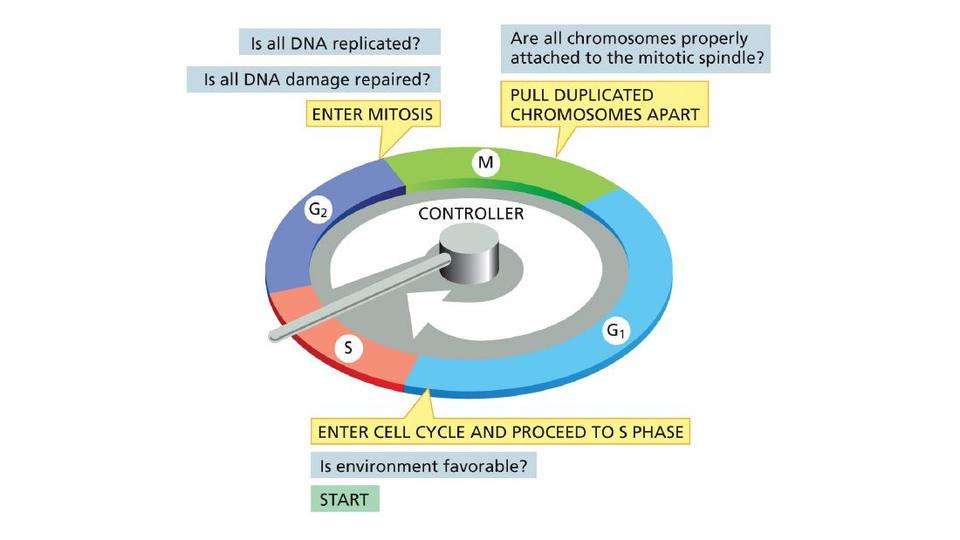 Is all DNA replicated?
Is all DNA damage repaired?
ENTER MITOSIS
Are all chromosomes properly
attached to the mitotic spindle?
PULL DUPLICATED
CHROMOSOMES APART
M
G₂
CONTROLLER
G₁
S
ENTER CELL CYCLE AND PROCEED TO S PHASE
Is environment favorable?
START